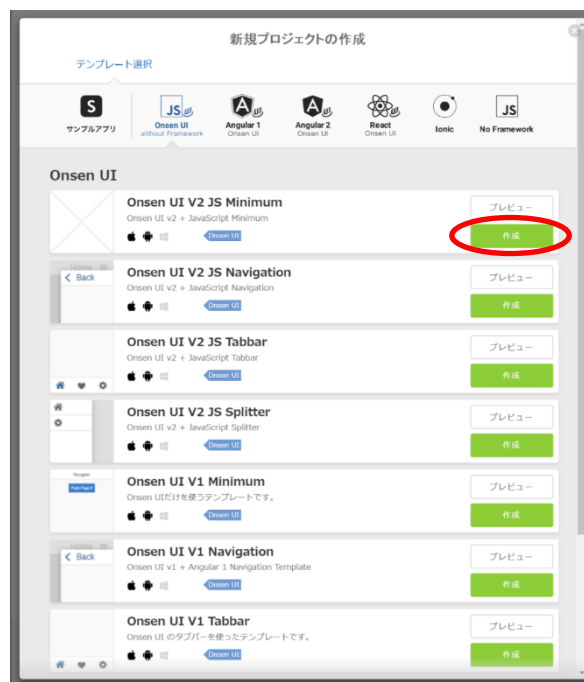 新規プロジェクトの作成
テンプレート選択
S
サンプルアプリ
JS
Onsen UI
without Framework
Angular 1
Onsen UI
Angular 2
Onsen UI
React
Onsen UI
Ionic
JS
No Framework
Onsen UI
Onsen UI V2 JS Minimum
Onsen UI v2 + JavaScript Minimum
Onsen UI
プレビュー
作成
Home
Back
Onsen UI V2 JS Navigation
Onsen UI v2 + JavaScript Navigation
Onsen UI
プレビュー
作成
Onsen UI V2 JS Tabbar
Onsen UI v2 + JavaScript Tabbar
Onsen UI
プレビュー
作成
Onsen UI V2 JS Splitter
Onsen UI v2 + JavaScript Splitter
Onsen UI
プレビュー
作成
Navigator
Push Page 2
Onsen UI V1 Minimum
Onsen UIだけを使うテンプレートです。
Onsen UI
プレビュー
作成
Home
Back
Onsen UI V1 Navigation
Onsen UI v1 + Angular 1 Navigation Template
Onsen UI
プレビュー
作成
Onsen UI V1 Tabbar
Onsen UI のタブバーを使ったテンプレートです。
Onsen UI
プレビュー
作成